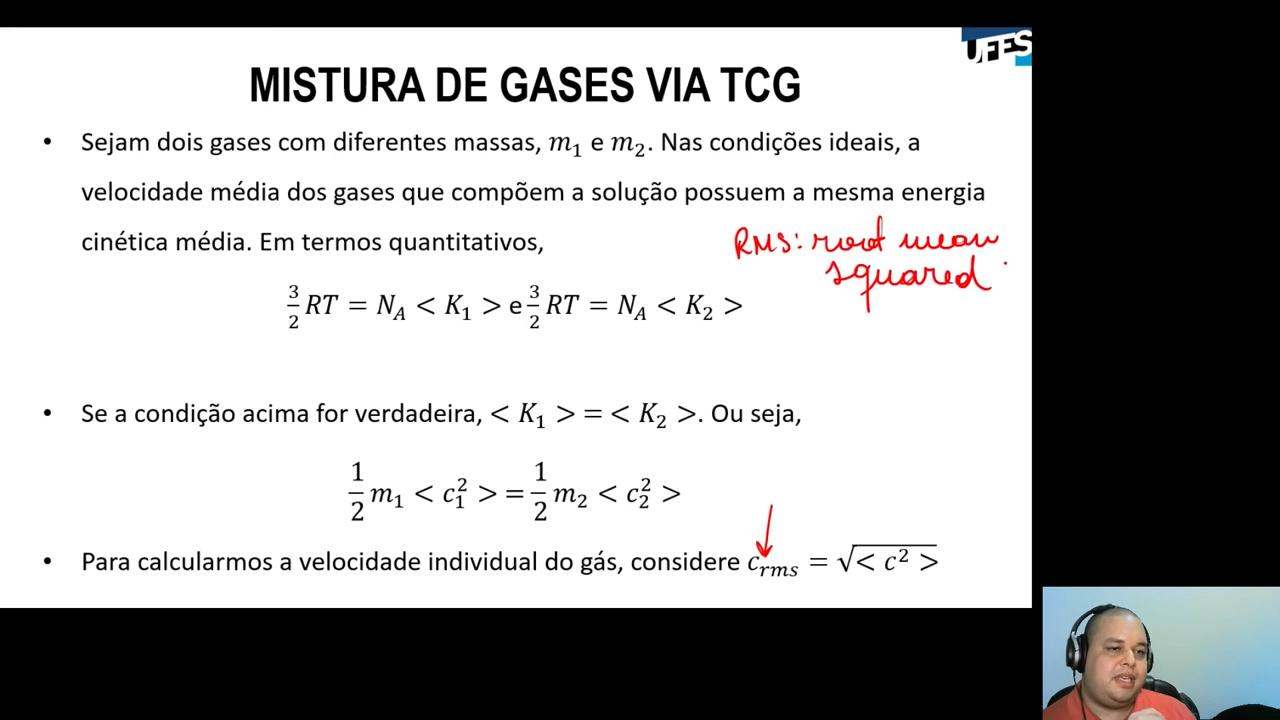 UFES
MISTURA DE GASES VIA TCG
• Sejam dois gases com diferentes massas, m₁ e m₂. Nas condições ideais, a
velocidade média dos gases que compõem a solução possuem a mesma energia
cinética média. Em termos quantitativos,
RMS: root mean
squared
3/2 RT = N_A < K₁ > e 3/2 RT = N_A < K₂ >
• Se a condição acima for verdadeira, < K₁ > = < K₂ >. Ou seja,
1/2 m₁ < c₁² > = 1/2 m₂ < c₂² >
• Para calcularmos a velocidade individual do gás, considere c_rms = √< c² >